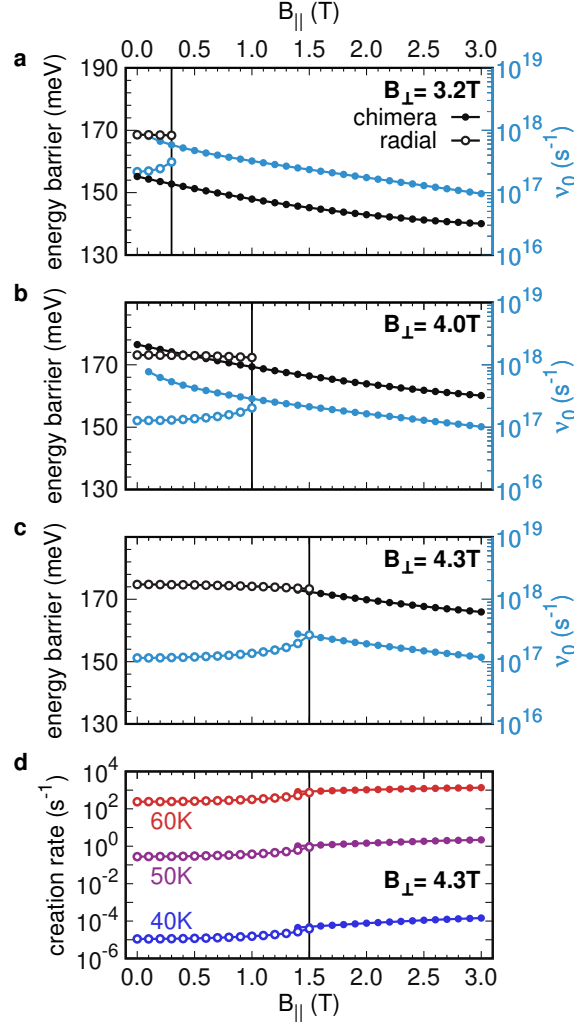 B|| (T)
0.0 0.5 1.0 1.5 2.0 2.5 3.0
a
190
170
150
130
energy barrier (meV)
B⊥= 3.2T
chimera
radial
10^19
10^18
10^17
10^16
ν0 (s^-1)
b
170
150
130
energy barrier (meV)
B⊥= 4.0T
10^19
10^18
10^17
10^16
ν0 (s^-1)
c
170
150
130
energy barrier (meV)
B⊥= 4.3T
10^19
10^18
10^17
10^16
ν0 (s^-1)
d
10^4
10^2
10^0
10^-2
10^-4
10^-6
creation rate (s^-1)
60K
50K
B⊥= 4.3T
40K
0.0 0.5 1.0 1.5 2.0 2.5 3.0
B|| (T)